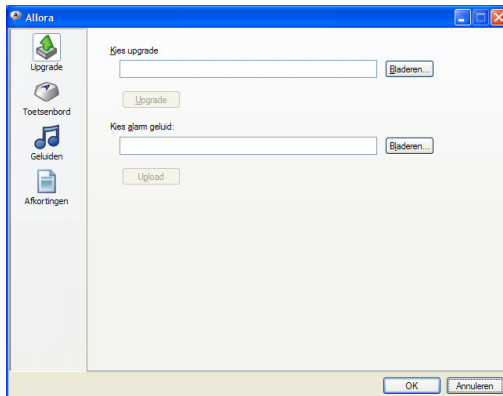 Allora
Upgrade
Toetsenbord
Geluiden
Afkortingen
Kies upgrade
Bladeren...
Upgrade
Kies alarm geluid:
Bladeren...
Upload
OK
Annuleren